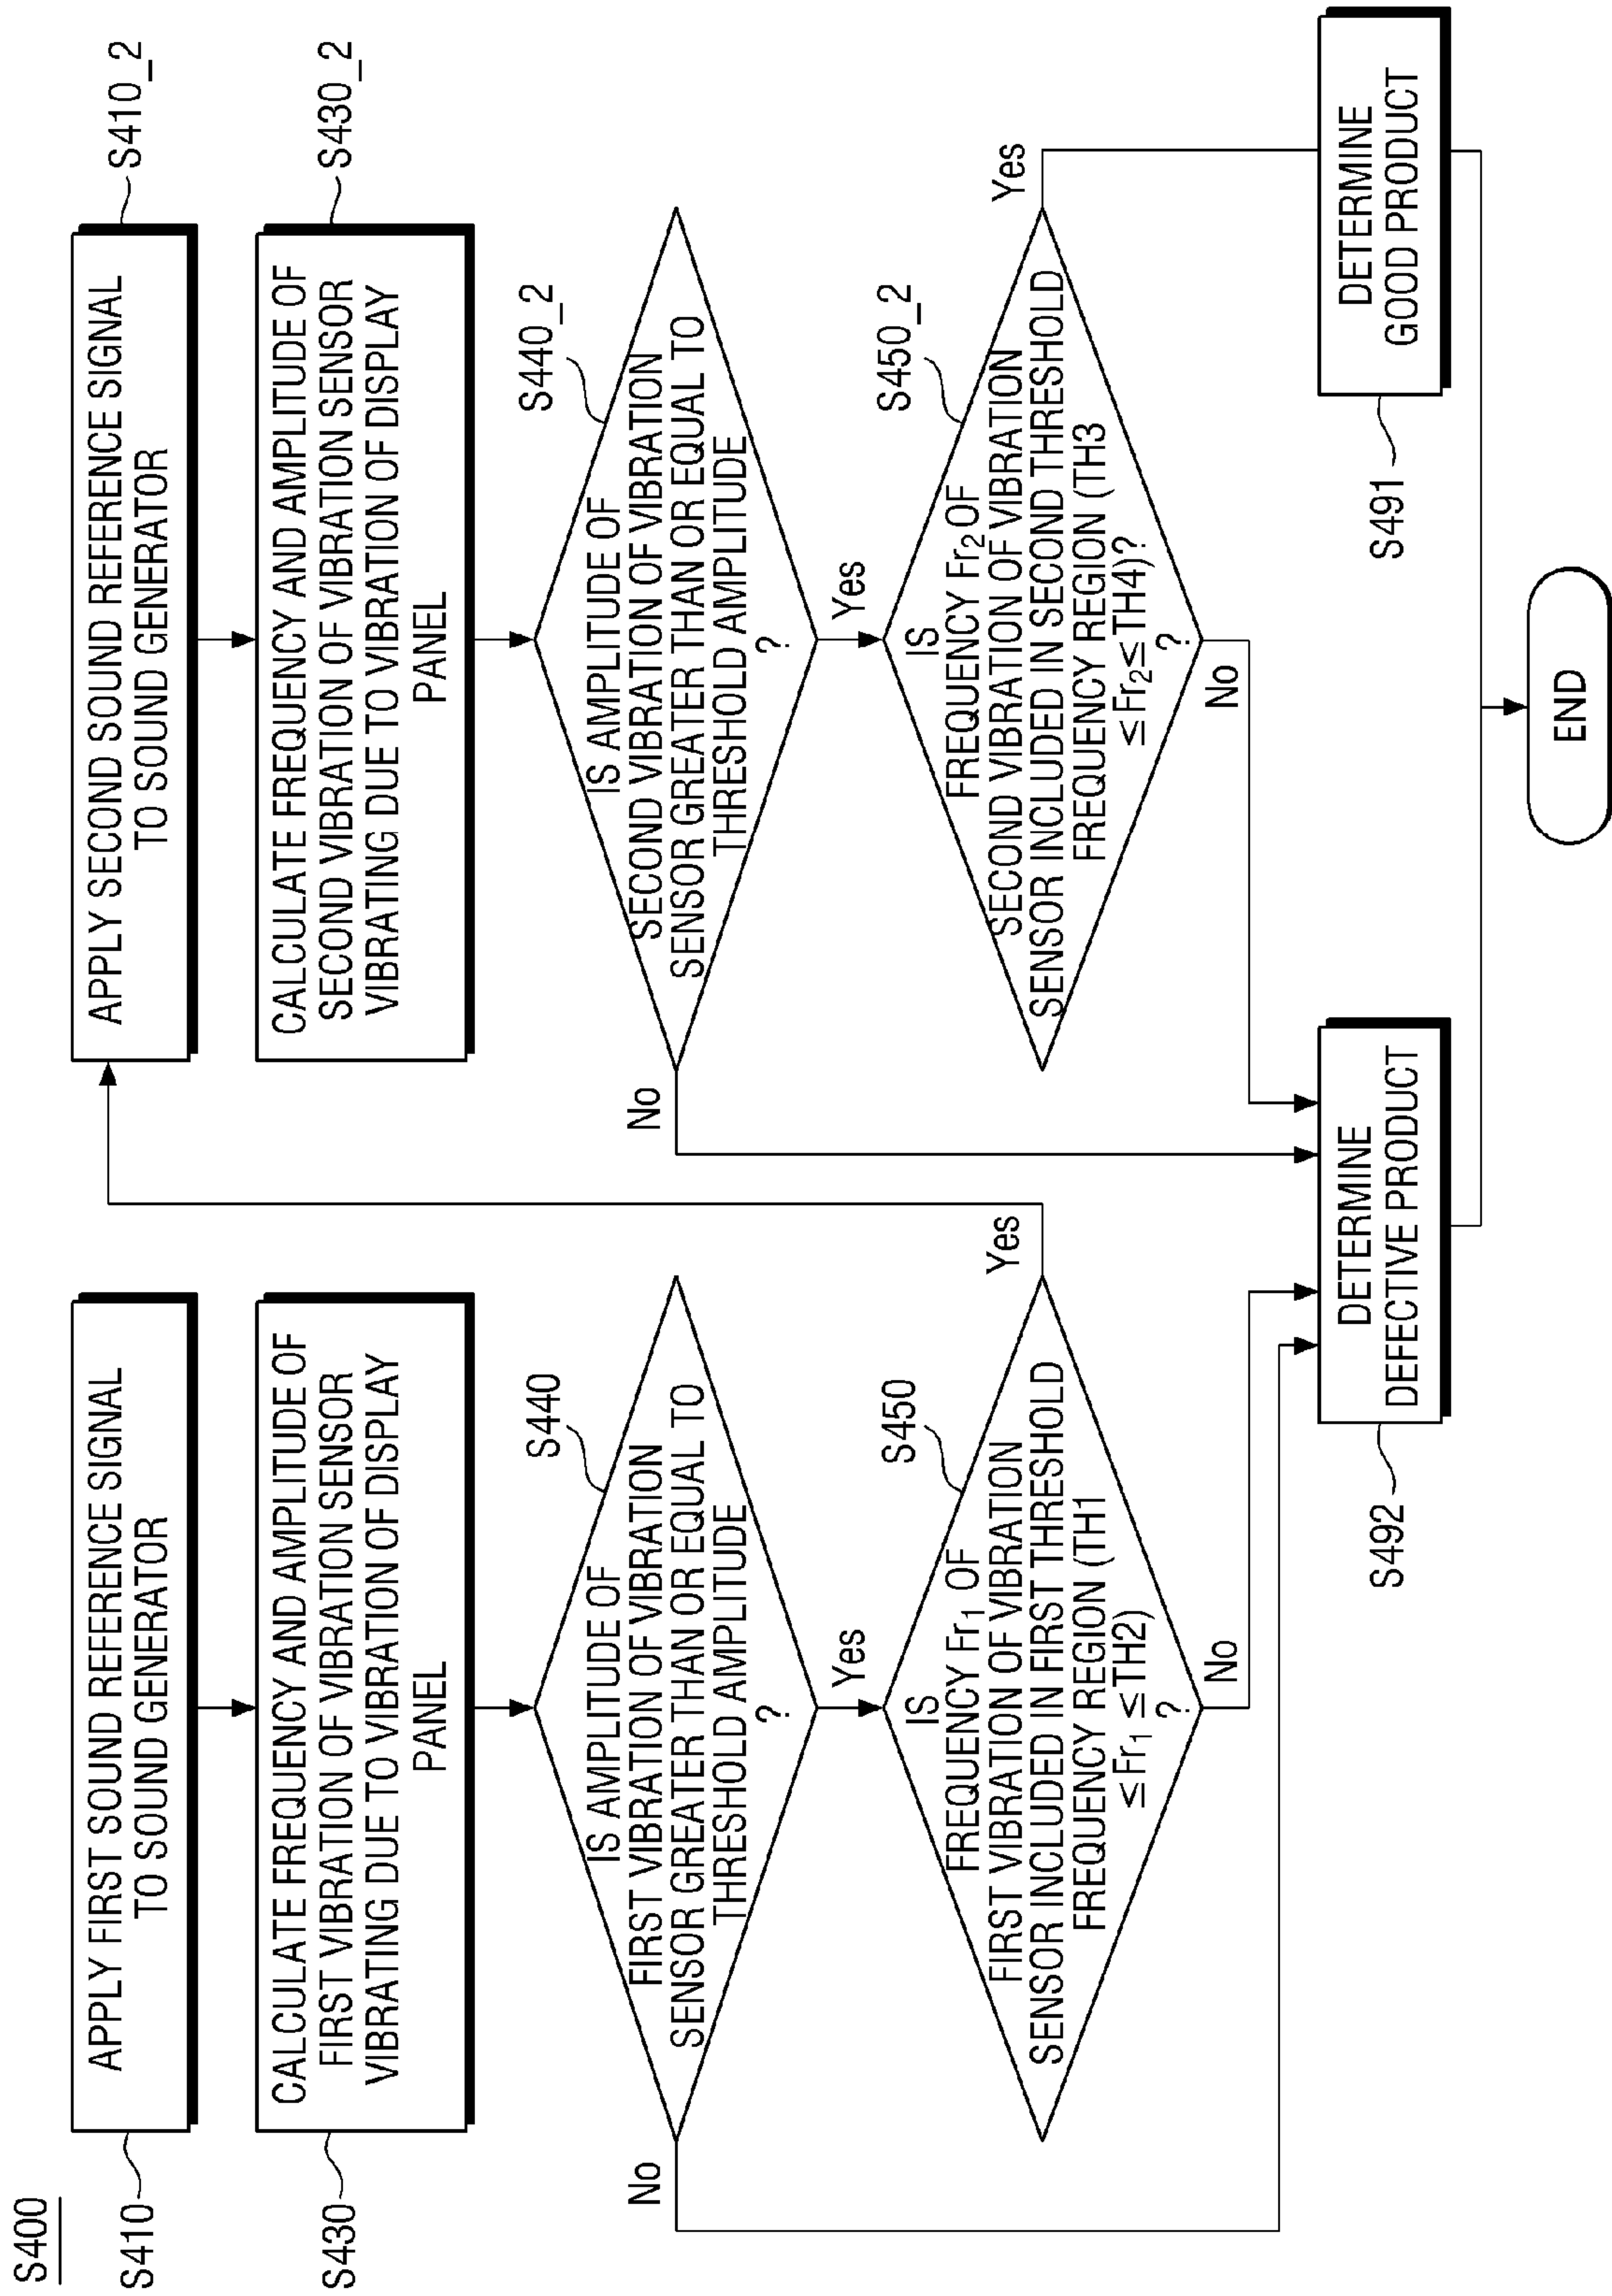 S400
S410
APPLY FIRST SOUND REFERENCE SIGNAL
TO SOUND GENERATOR
S430
CALCULATE FREQUENCY AND AMPLITUDE OF
FIRST VIBRATION OF VIBRATION SENSOR
VIBRATING DUE TO VIBRATION OF DISPLAY
PANEL
S440
IS AMPLITUDE OF
FIRST VIBRATION OF VIBRATION
SENSOR GREATER THAN OR EQUAL TO
THRESHOLD AMPLITUDE
?
No
Yes
S450
IS
FREQUENCY Fr₁ OF
FIRST VIBRATION OF VIBRATION
SENSOR INCLUDED IN FIRST THRESHOLD
FREQUENCY REGION (TH1
≤Fr₁ ≤TH2)
?
Yes
No
S410_2
APPLY SECOND SOUND REFERENCE SIGNAL
TO SOUND GENERATOR
S430_2
CALCULATE FREQUENCY AND AMPLITUDE OF
SECOND VIBRATION OF VIBRATION SENSOR
VIBRATING DUE TO VIBRATION OF DISPLAY
PANEL
S440_2
IS AMPLITUDE OF
SECOND VIBRATION OF VIBRATION
SENSOR GREATER THAN OR EQUAL TO
THRESHOLD AMPLITUDE
?
No
Yes
S450_2
IS
FREQUENCY Fr₂ OF
SECOND VIBRATION OF VIBRATION
SENSOR INCLUDED IN SECOND THRESHOLD
FREQUENCY REGION (TH3
≤Fr₂≤TH4)?
?
Yes
No
S492
DETERMINE
DEFECTIVE PRODUCT
S491
DETERMINE
GOOD PRODUCT
END